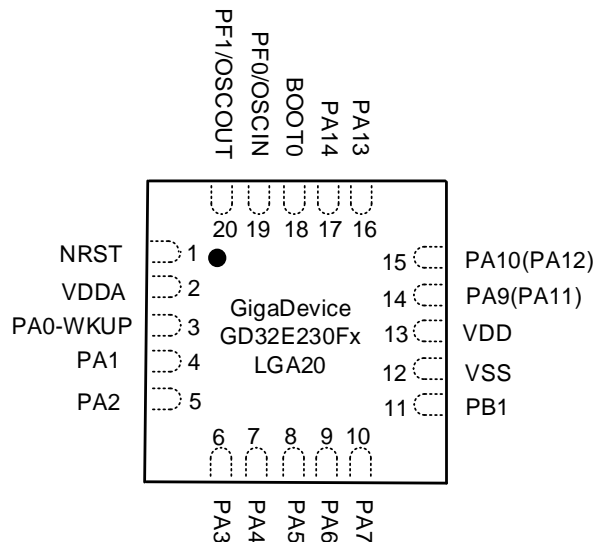 PF1/OSCOUT
PF0/OSCIN
BOOT0
PA14
PA13
20 19 18 17 16
NRST 1
VDDA 2
PA0-WKUP 3
PA1 4
PA2 5
GigaDevice
GD32E230Fx
LGA20
15 PA10(PA12)
14 PA9(PA11)
13 VDD
12 VSS
11 PB1
6 7 8 9 10
PA3
PA4
PA5
PA6
PA7